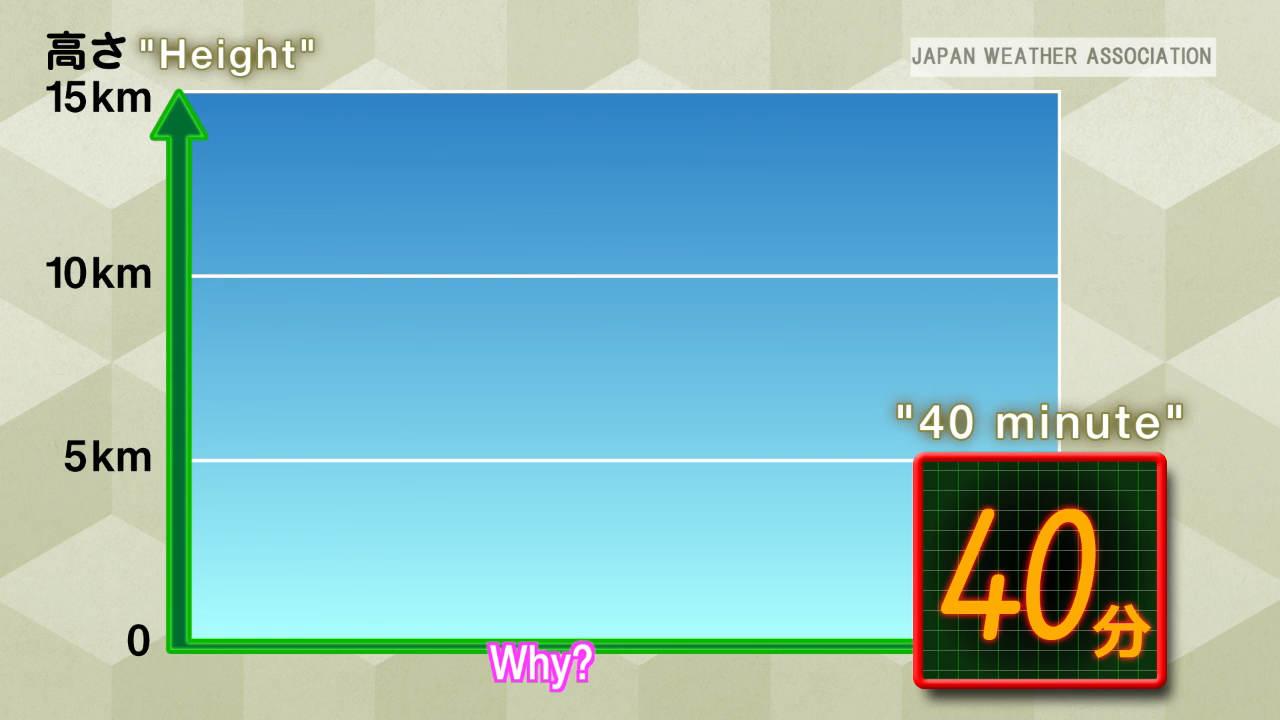 高さ "Height"
JAPAN WEATHER ASSOCIATION
15km
10km
5km
0
"40 minute"
40分
Why?